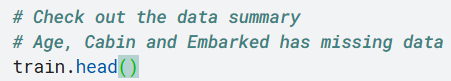 # Check out the data summary
# Age, Cabin and Embarked has missing data
train.head()